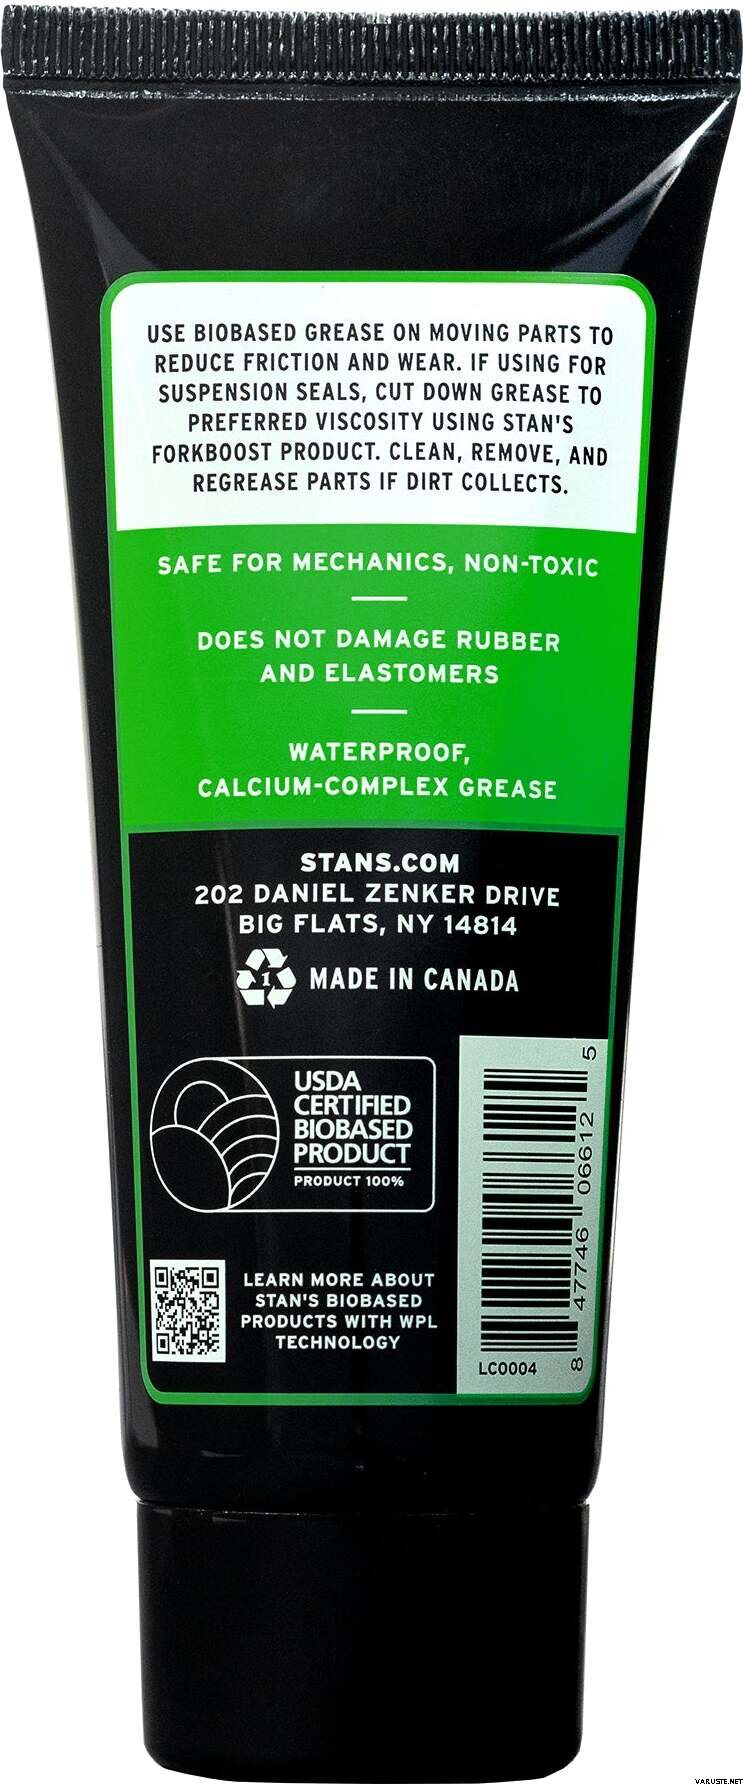 USE BIOBASED GREASE ON MOVING PARTS TO
REDUCE FRICTION AND WEAR. IF USING FOR
SUSPENSION SEALS, CUT DOWN GREASE TO
PREFERRED VISCOSITY USING STAN'S
FORKBOOST PRODUCT. CLEAN, REMOVE, AND
REGREASE PARTS IF DIRT COLLECTS.
SAFE FOR MECHANICS, NON-TOXIC
DOES NOT DAMAGE RUBBER
AND ELASTOMERS
WATERPROOF,
CALCIUM-COMPLEX GREASE
STANS.COM
202 DANIEL ZENKER DRIVE
BIG FLATS, NY 14814
1 MADE IN CANADA
USDA
CERTIFIED
BIOBASED
PRODUCT
PRODUCT 100%
LEARN MORE ABOUT
STAN'S BIOBASED
PRODUCTS WITH WPL
TECHNOLOGY
8 47746 06612 5
LC0004
VARUSTE.NET